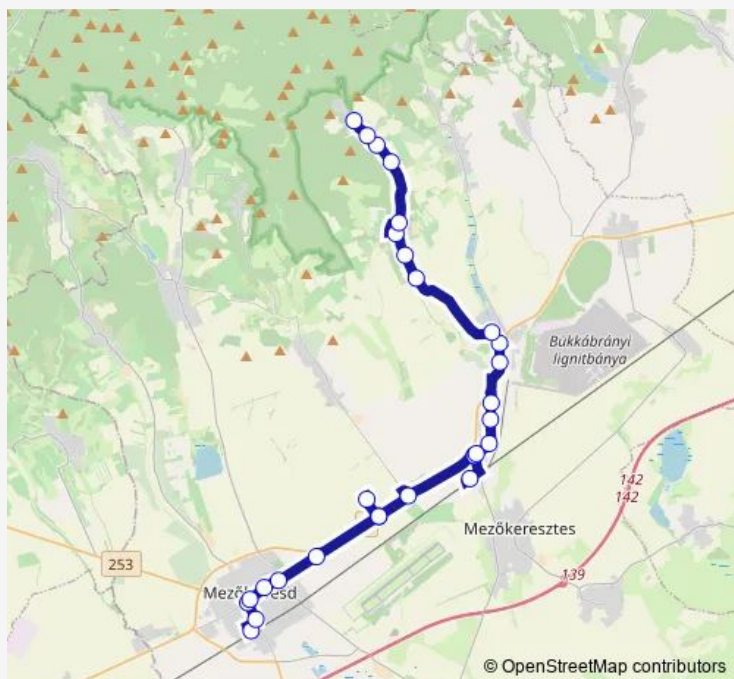 Bükkábrányi
lignitbánya
142
142
Mezőkeresztes
139
253
© OpenStreetMap contributors